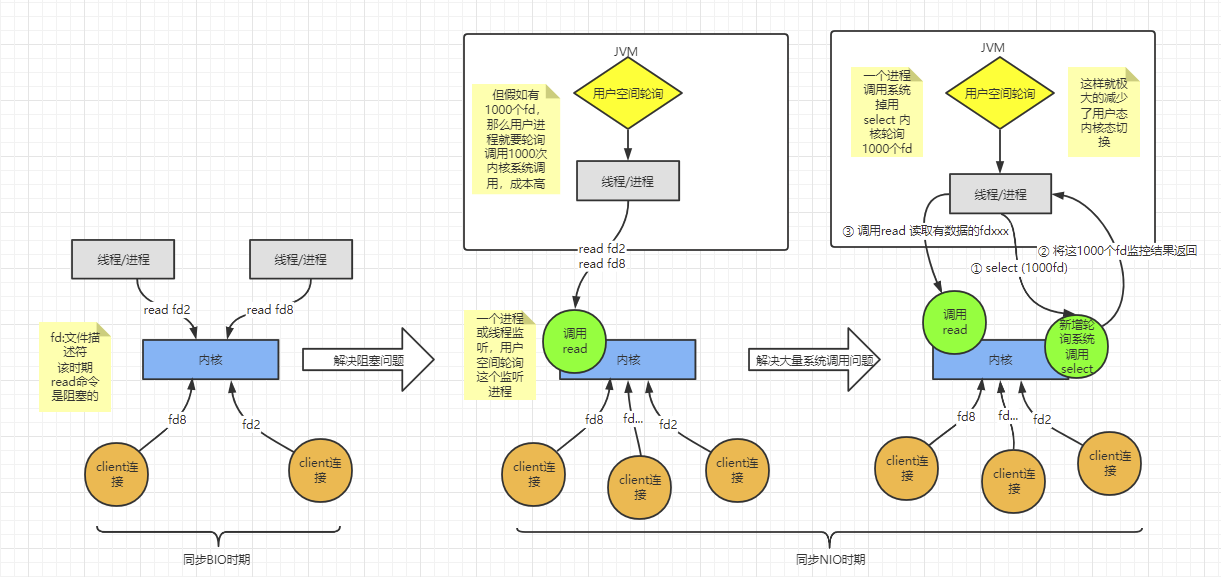 线程/进程
线程/进程
read fd2
read fd8
fd:文件描
述符
该时期
read命令
是阻塞的
内核
fd8
fd2
client连
接
client连
接
同步BIO时期
解决阻塞问题
JVM
但假如有
1000个fd，
那么用户进
程就要轮询
调用1000次
内核系统调
用，成本高
用户空间轮询
线程/进程
read fd2
read fd8
一个进程
或线程监
听，用户
空间轮询
这个监听
进程
调用
read
内核
fd8
fd...
fd2
client连
接
client连
接
client连
接
解决大量系统调用问题
JVM
一个进程
调用系统
掉用
select 内
核轮询
1000个fd
用户空间轮询
这样就极
大的减少
了用户态
内核态切
换
线程/进程
③ 调用read 读取有数据的fdxxx
② 将这1000个fd监控结果返回
① select (1000fd)
调用
read
新增轮
询系统
调用
select
内核
fd8
fd...
fd2
client连
接
client连
接
client连
接
同步NIO时期